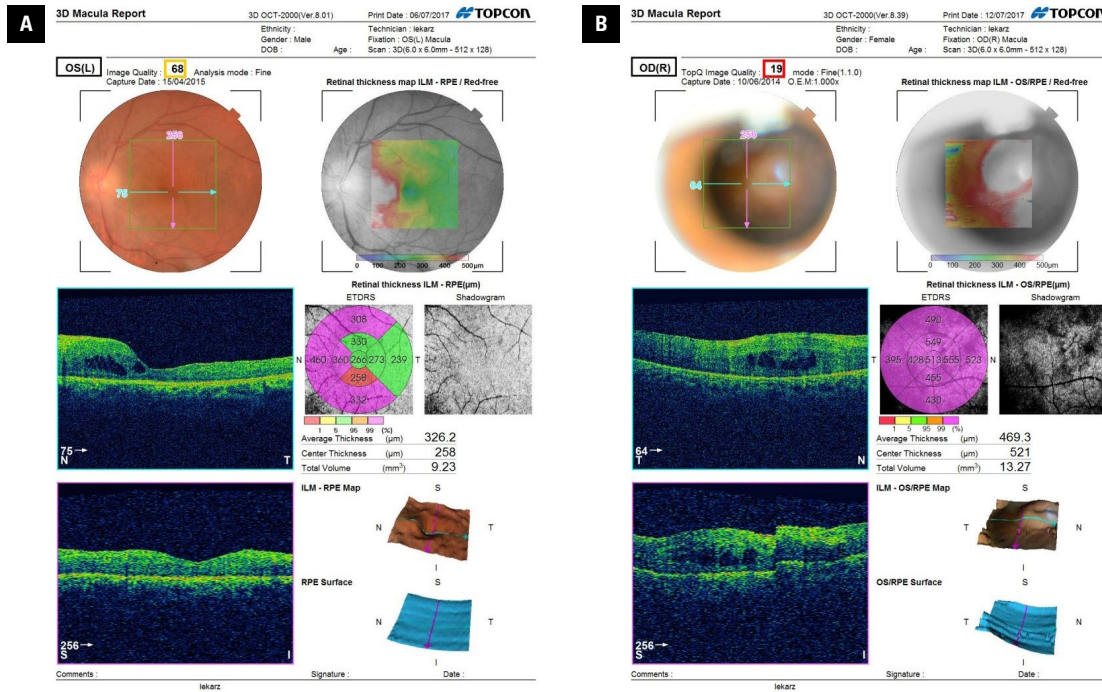 A
3D Macula Report
3D OCT-2000(Ver.8.01)
Print Date : 06/07/2017
TOPCON
Ethnicity :
Technician : lekarz
Gender : Male
Fixation : OS(L) Macula
DOB :
Age :
Scan : 3D(6.0 x 6.0mm - 512 x 128)
OS(L)
Image Quality : 68
Analysis mode : Fine
Capture Date : 15/04/2015
Retinal thickness map ILM - RPE / Red-free
256
75
0 100 200 300 400 500μm
Retinal thickness ILM - RPE(μm)
ETDRS
Shadowgram
308
330
N 460 360 266 273 239 T
258
332
1 5 95 99 (%)
Average Thickness (μm) 326.2
Center Thickness (μm) 258
Total Volume (mm³) 9.23
75
N
T
ILM - RPE Map
S
N
T
I
RPE Surface
N
T
I
256
S
I
Comments :
Signature :
Date :
lekarz
B
3D Macula Report
3D OCT-2000(Ver.8.39)
Print Date : 12/07/2017
TOPCON
Ethnicity :
Technician : lekarz
Gender : Female
Fixation : OD(R) Macula
DOB :
Age :
Scan : 3D(6.0 x 6.0mm - 512 x 128)
OD(R)
TopQ Image Quality : 19
mode : Fine(1.1.0)
Capture Date : 10/06/2014
O.E.M:1.000x
Retinal thickness map ILM - OS/RPE / Red-free
64
0 100 200 300 400 500μm
Retinal thickness ILM - OS/RPE(μm)
ETDRS
Shadowgram
490
549
T 395 428 513 555 523 N
455
430
1 5 95 99 (%)
Average Thickness (μm) 469.3
Center Thickness (μm) 521
Total Volume (mm³) 13.27
64
T
N
ILM - OS/RPE Map
S
T
N
I
OS/RPE Surface
T
N
I
256
S
I
Comments :
Signature :
Date :
lekarz